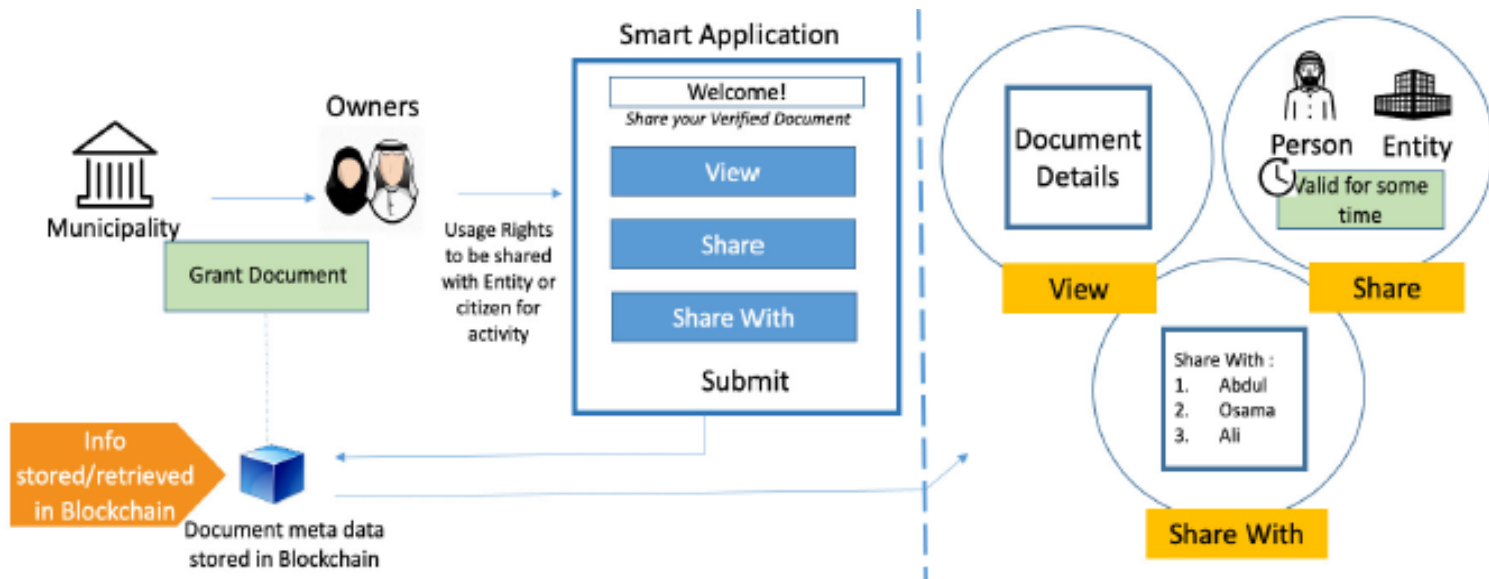 Municipality
Grant Document
Owners
Usage Rights
to be shared
with Entity or
citizen for
activity
Info
stored/retrieved
in Blockchain
Document meta data
stored in Blockchain
Smart Application
Welcome!
Share your Verified Document
View
Share
Share With
Submit
Document
Details
View
Person
Entity
Valid for some
time
Share
Share With :
1. Abdul
2. Osama
3. Ali
Share With